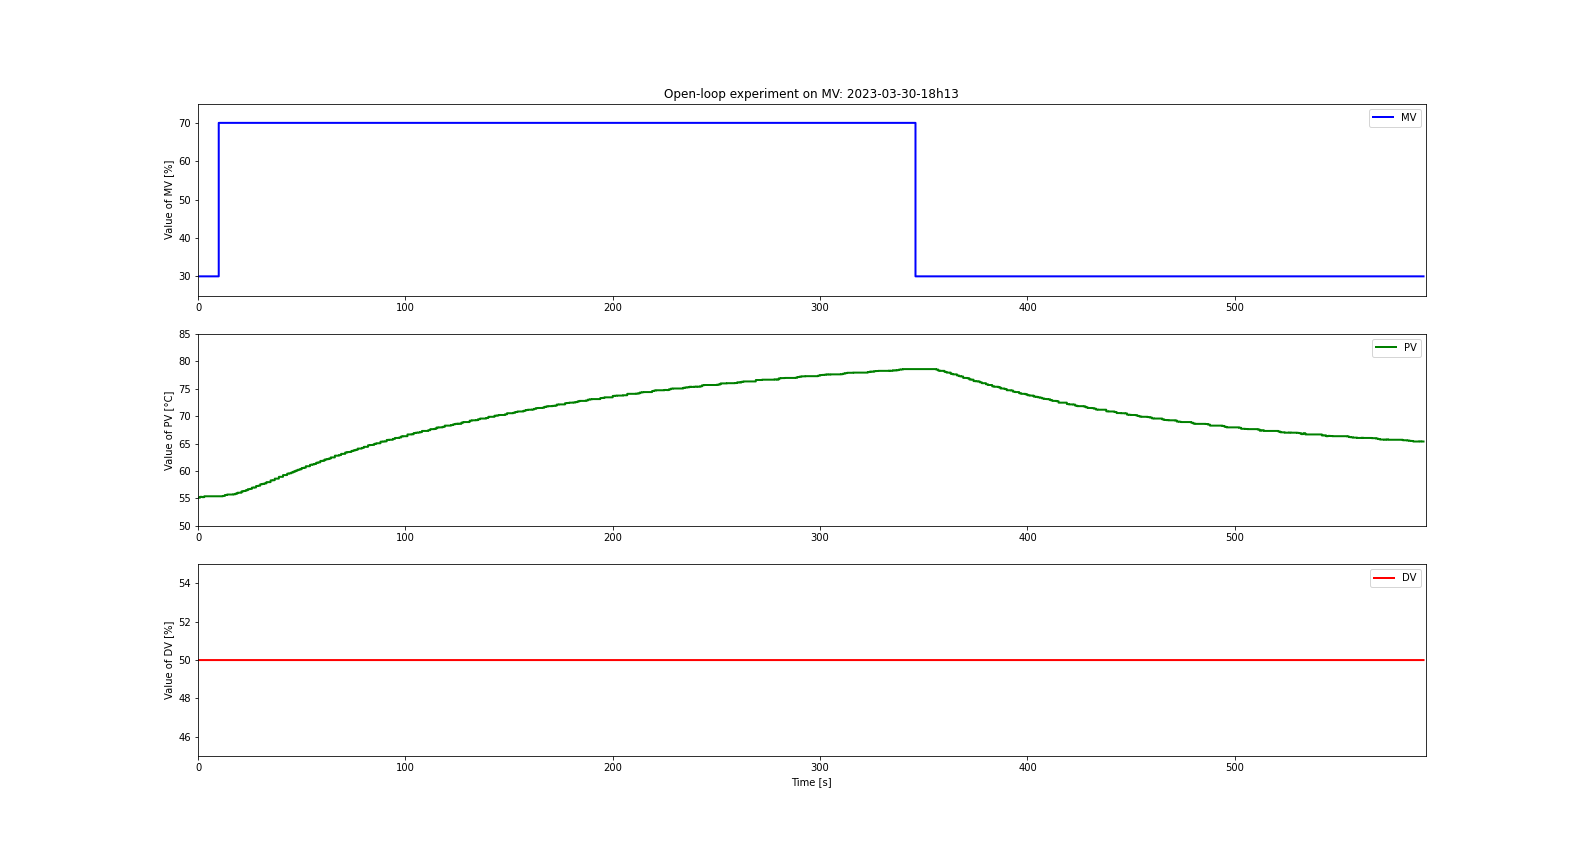 Open-loop experiment on MV: 2023-03-30-18h13
MV
Value of MV [%]
70
60
50
40
30
0 100 200 300 400 500
PV
Value of PV [°C]
85
80
75
70
65
60
55
50
0 100 200 300 400 500
DV
Value of DV [%]
54
52
50
48
46
0 100 200 300 400 500
Time [s]